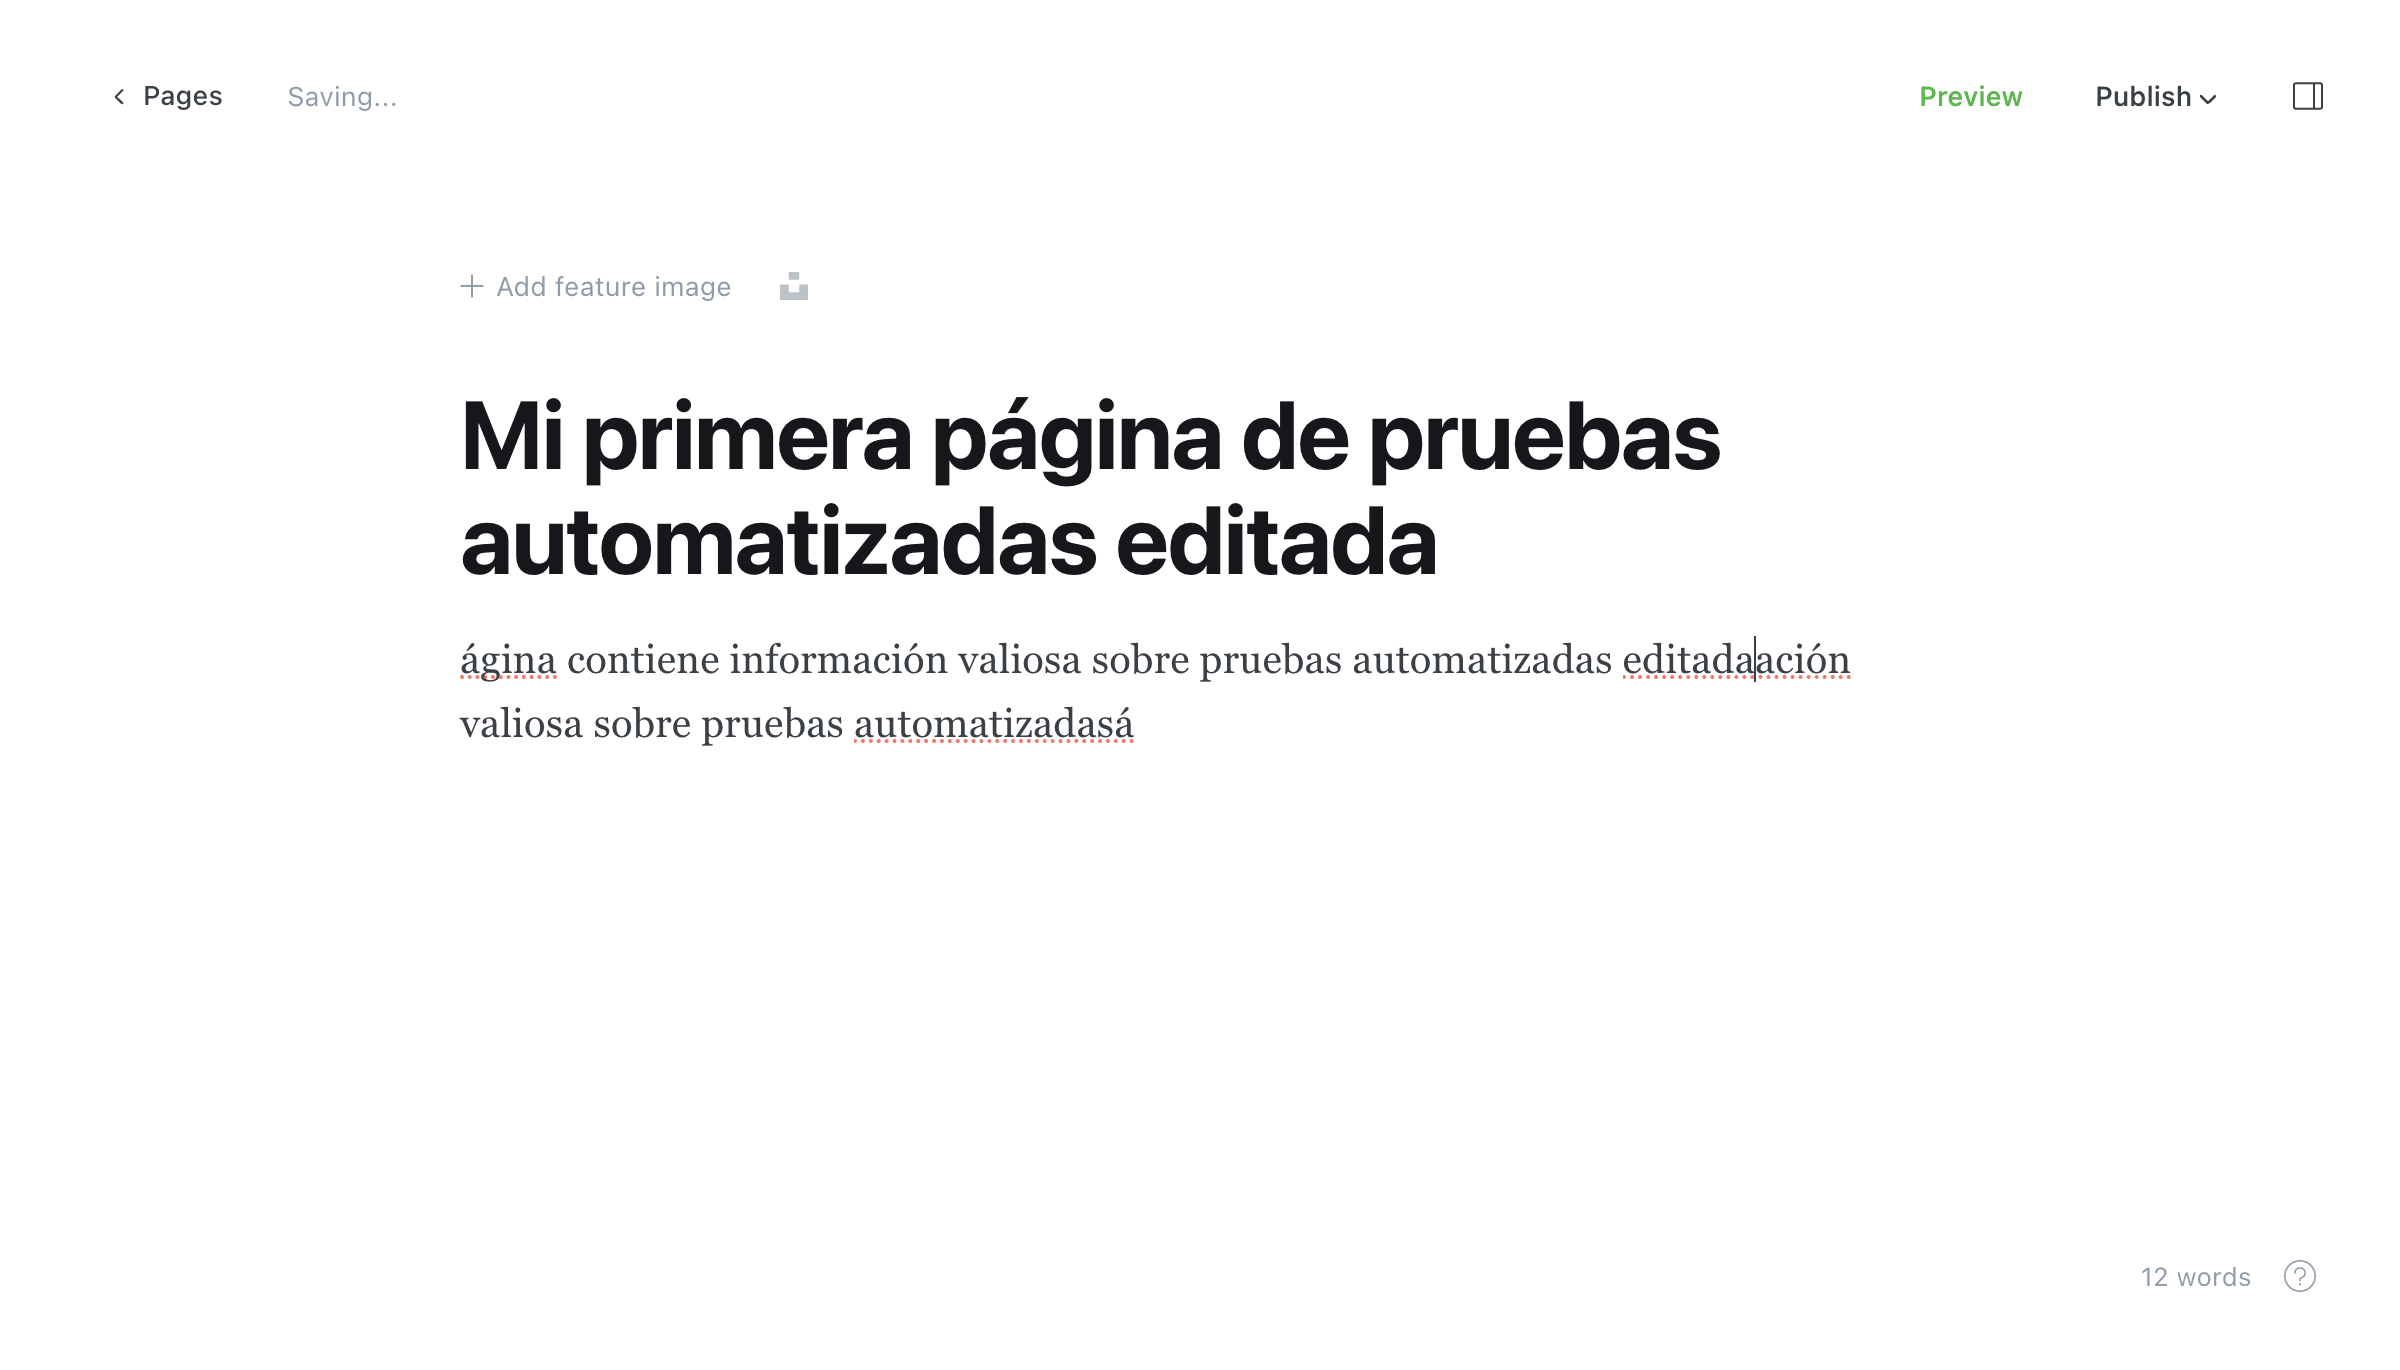 Pages
Saving...
Preview
Publish
Add feature image
Mi primera página de pruebas
automatizadas editada
ágina contiene información valiosa sobre pruebas automatizadas editadaación
valiosa sobre pruebas automatizadasá
12 words
?